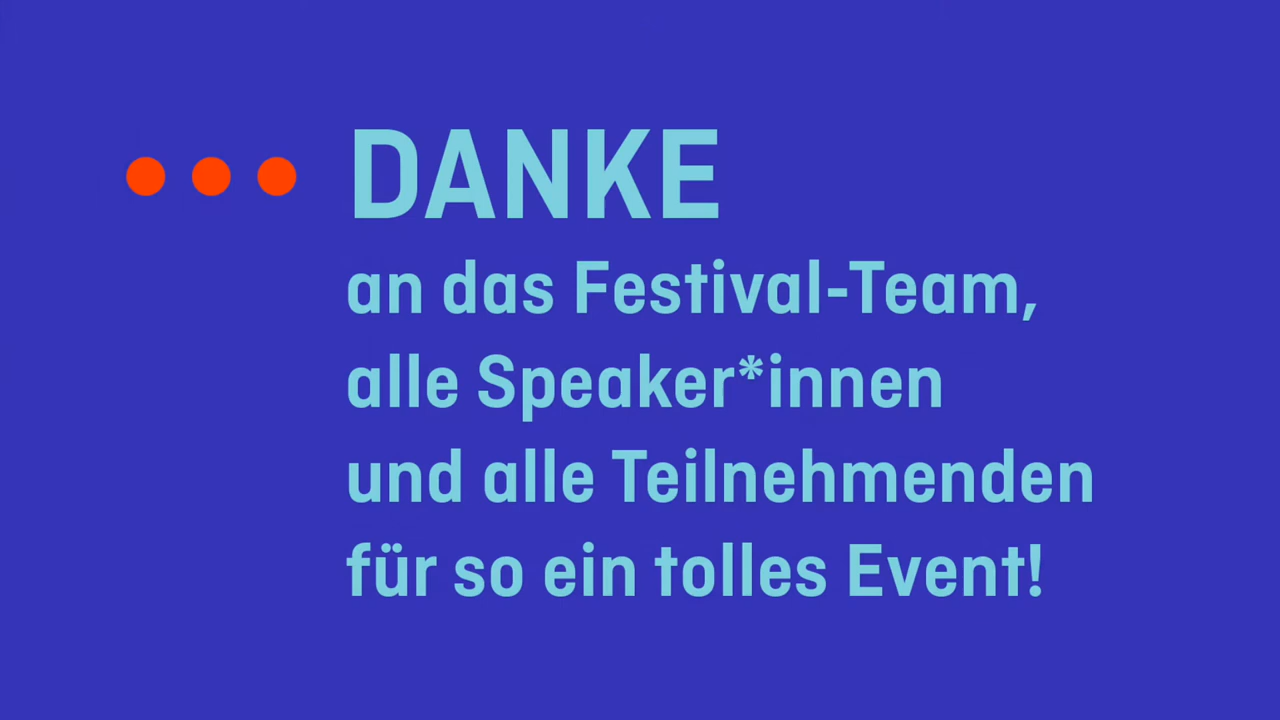 DANKE
an das Festival-Team,
alle Speaker*innen
und alle Teilnehmenden
für so ein tolles Event!